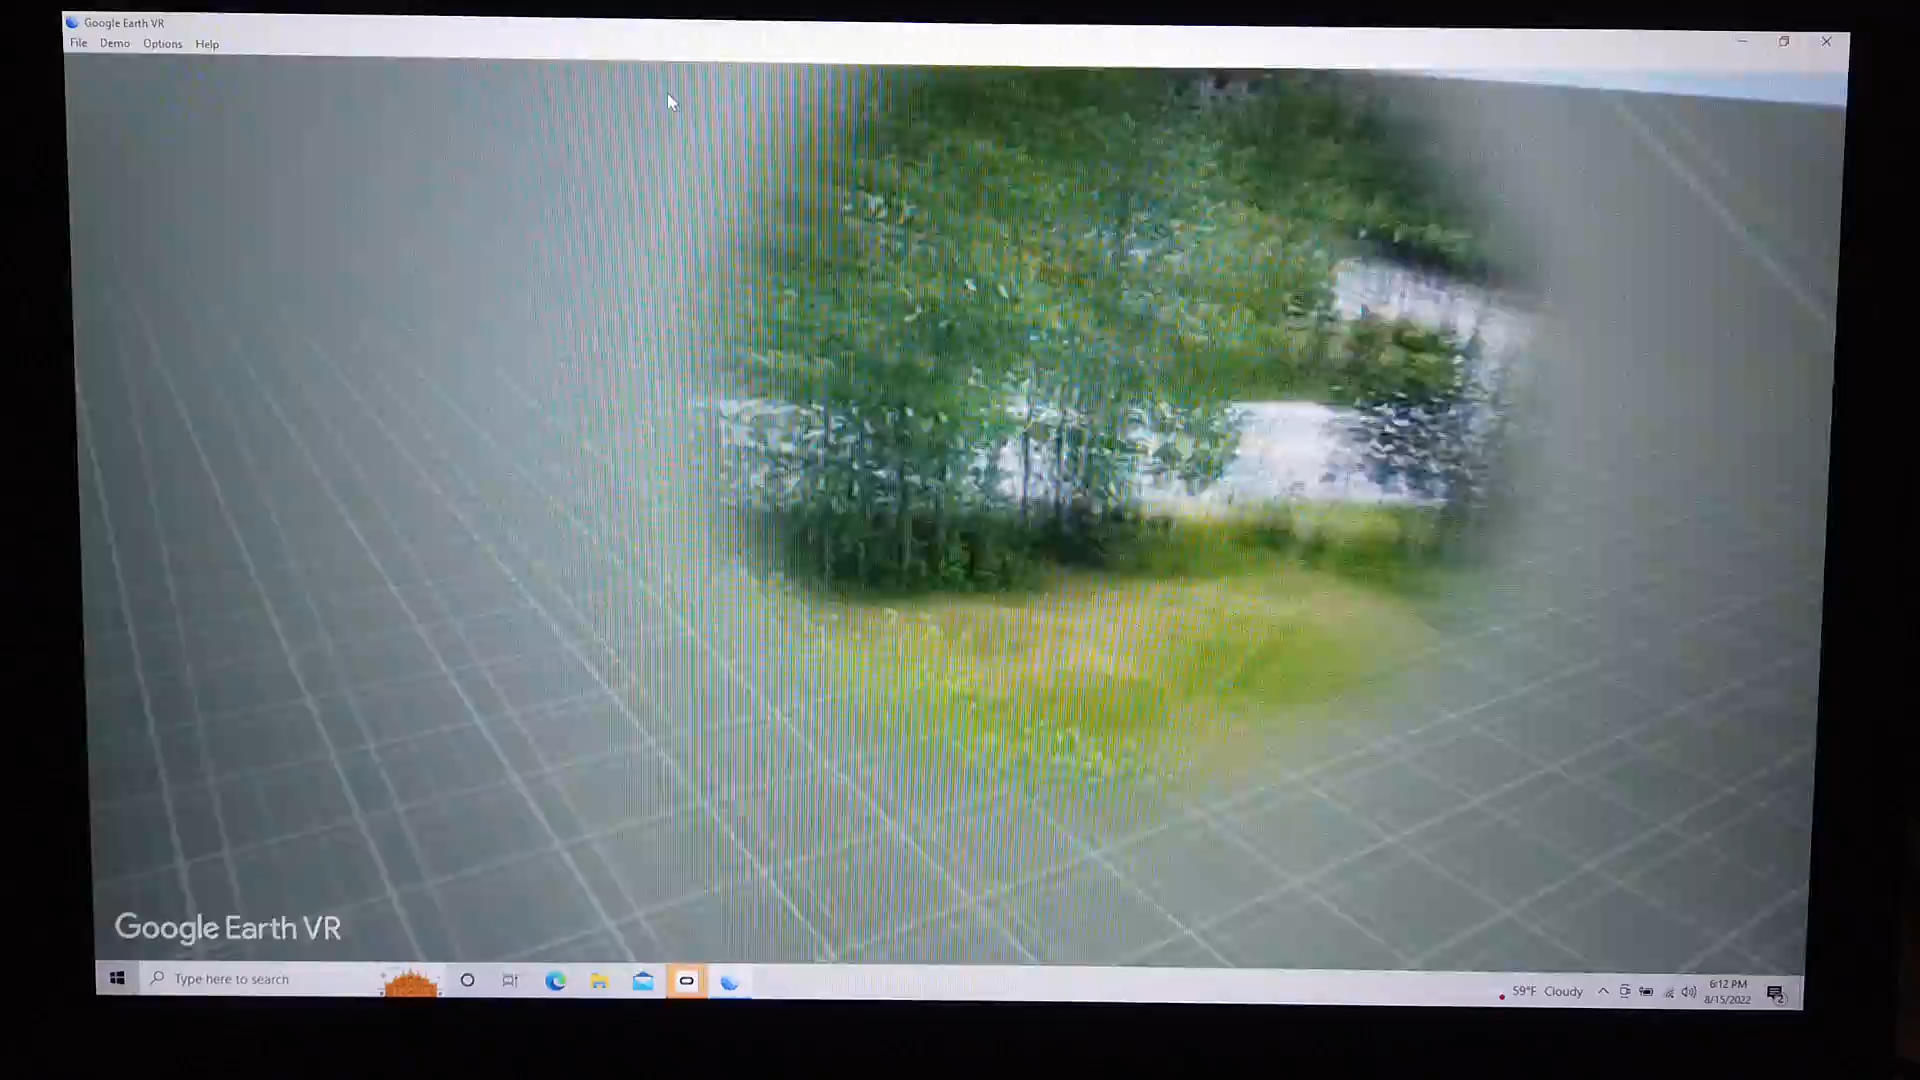 Google Earth VR
File Demo Options Help
Google Earth VR
Type here to search
59°F Cloudy
6:12 PM
8/15/2022
2